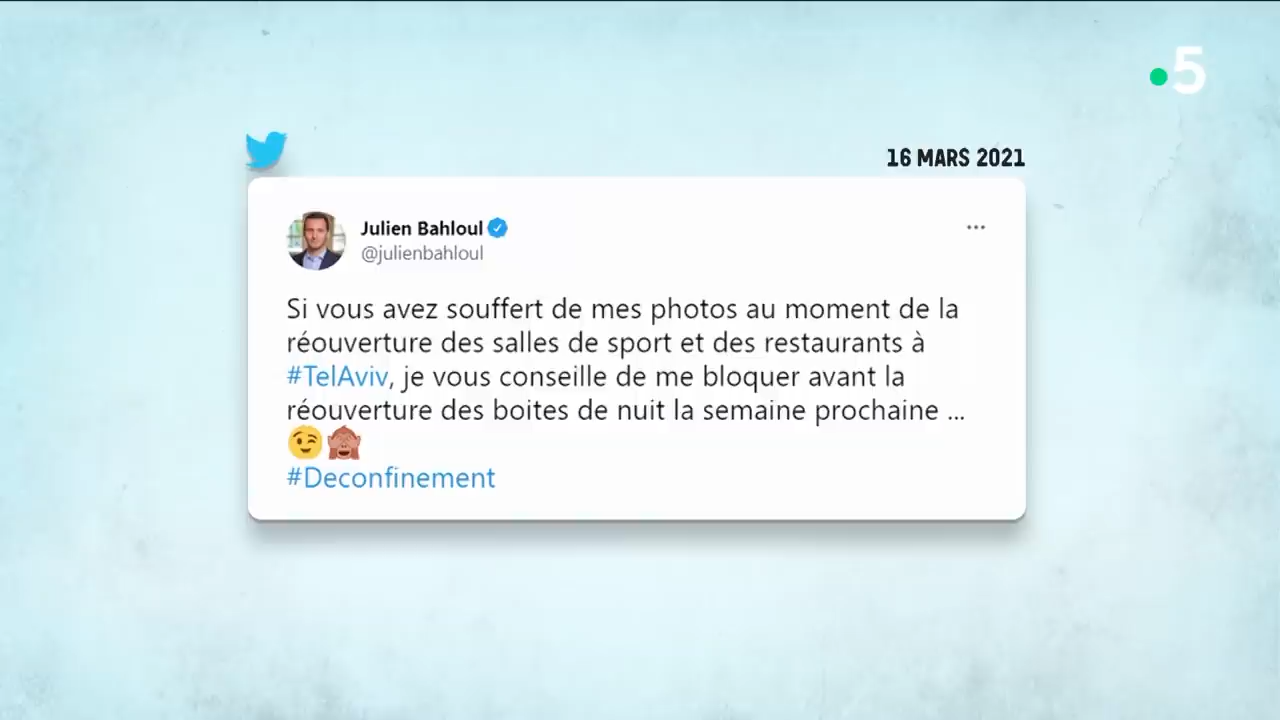 5
16 MARS 2021
Julien Bahloul
@julienbahloul
Si vous avez souffert de mes photos au moment de la
réouverture des salles de sport et des restaurants à
#TelAviv, je vous conseille de me bloquer avant la
réouverture des boites de nuit la semaine prochaine ...
😉🙈
#Deconfinement